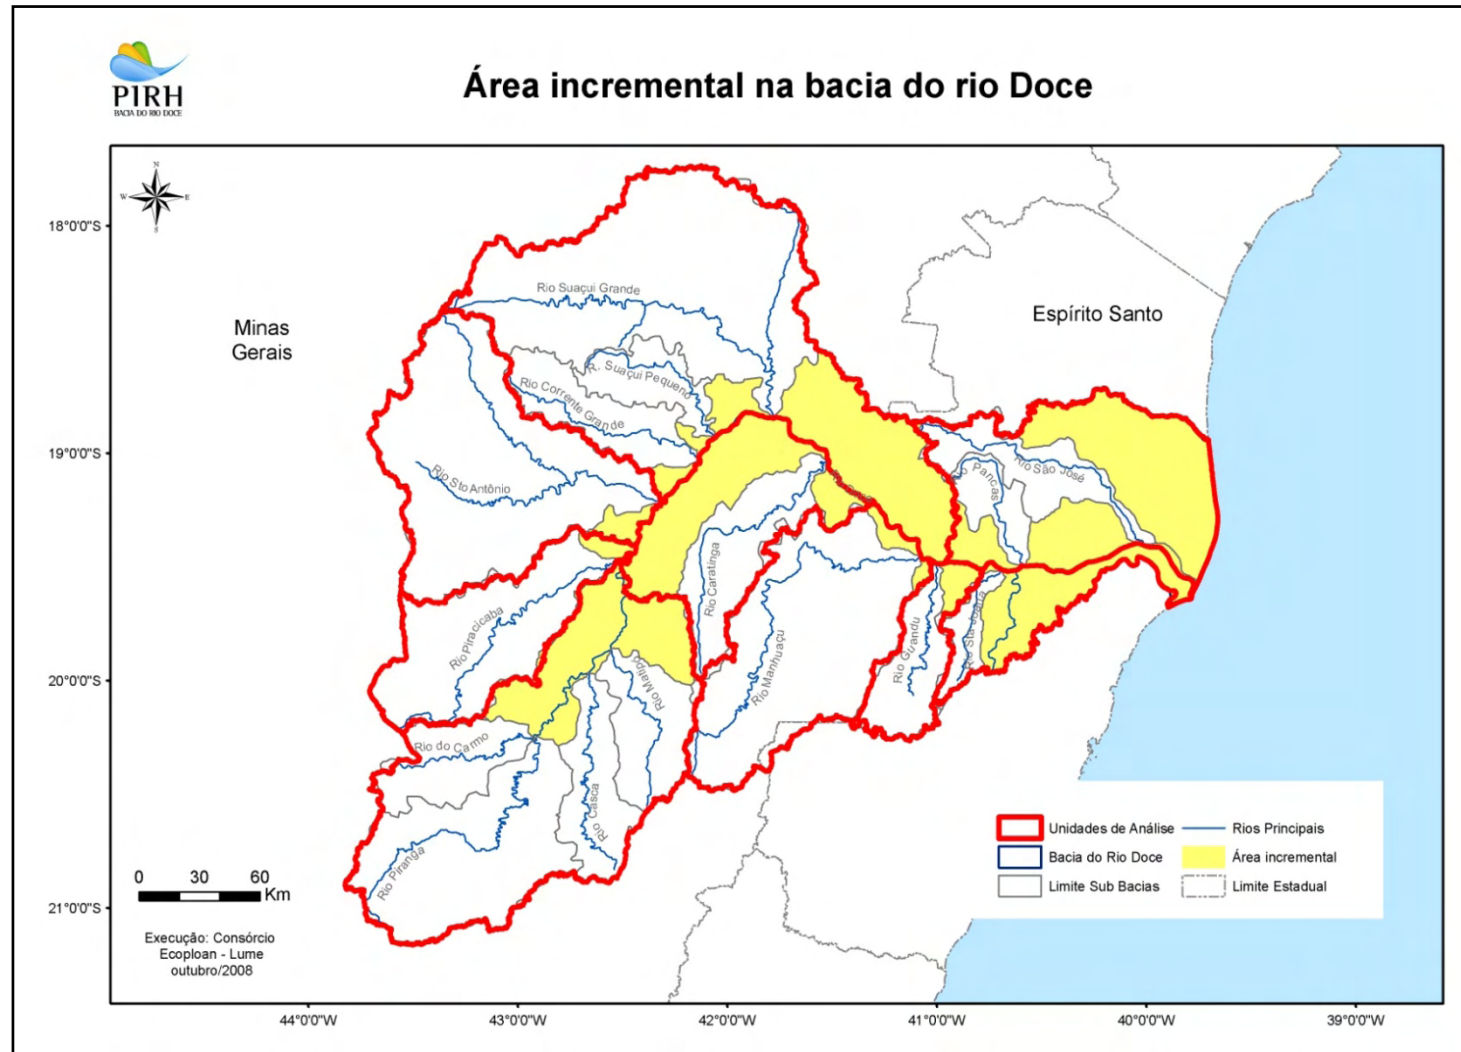 PIRH
BACIA DO RIO DOCE
Área incremental na bacia do rio Doce
N
W
E
S
18°0'0"S
19°0'0"S
20°0'0"S
21°0'0"S
Minas
Gerais
Espírito Santo
Rio Suaçui Grande
R. Suaçui Pequeno
Rio Corrente Grande
Rio Sto Antônio
Rio São José
Pancas
Rio Caratinga
Rio Piracicaba
Rio Manhuaçu
Rio Guandu
Rio Sta Joana
Rio Matipó
Rio do Carmo
Rio Casca
Rio Piranga
0 30 60
Km
Execução: Consórcio
Ecoploan - Lume
outubro/2008
Unidades de Análise
Rios Principais
Bacia do Rio Doce
Área incremental
Limite Sub Bacias
Limite Estadual
44°0'0"W
43°0'0"W
42°0'0"W
41°0'0"W
40°0'0"W
39°0'0"W